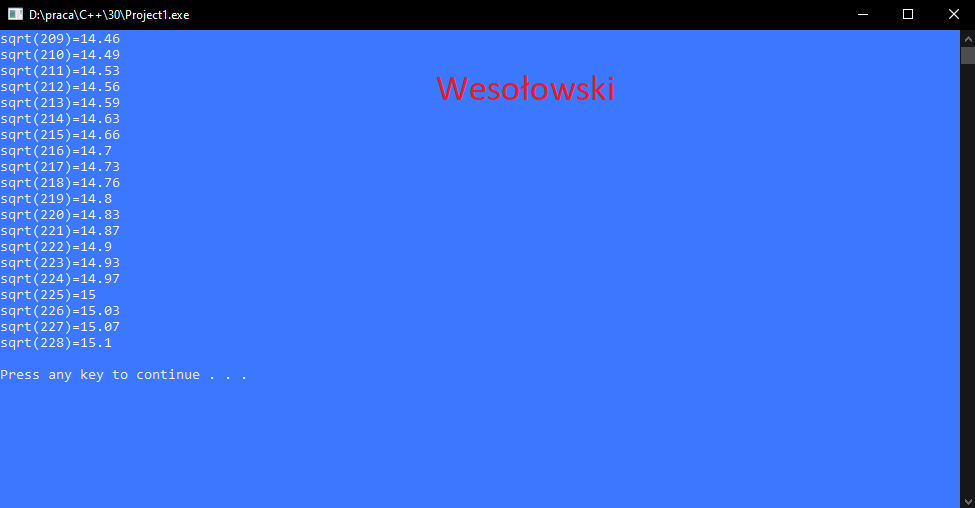 D:\praca\C++\30\Project1.exe
sqrt(209)=14.46
sqrt(210)=14.49
sqrt(211)=14.53
sqrt(212)=14.56
sqrt(213)=14.59
sqrt(214)=14.63
sqrt(215)=14.66
sqrt(216)=14.7
sqrt(217)=14.73
sqrt(218)=14.76
sqrt(219)=14.8
sqrt(220)=14.83
sqrt(221)=14.87
sqrt(222)=14.9
sqrt(223)=14.93
sqrt(224)=14.97
sqrt(225)=15
sqrt(226)=15.03
sqrt(227)=15.07
sqrt(228)=15.1
Press any key to continue . . .
Wesołowski